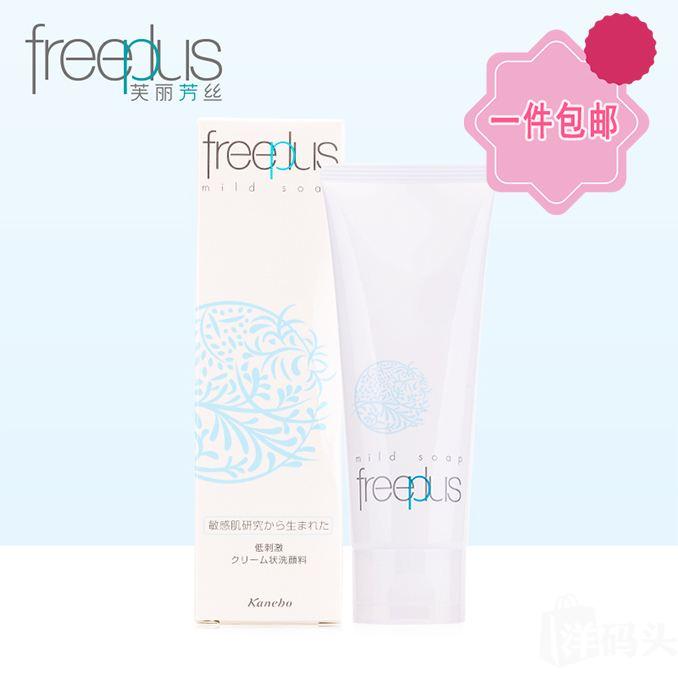 freeplus
芙丽芳丝
一件包邮
freeplus
mild soap
敏感肌研究から生まれた
低刺激
クリーム状洗顔料
Kanebo
mild soap
freeplus
洋码头